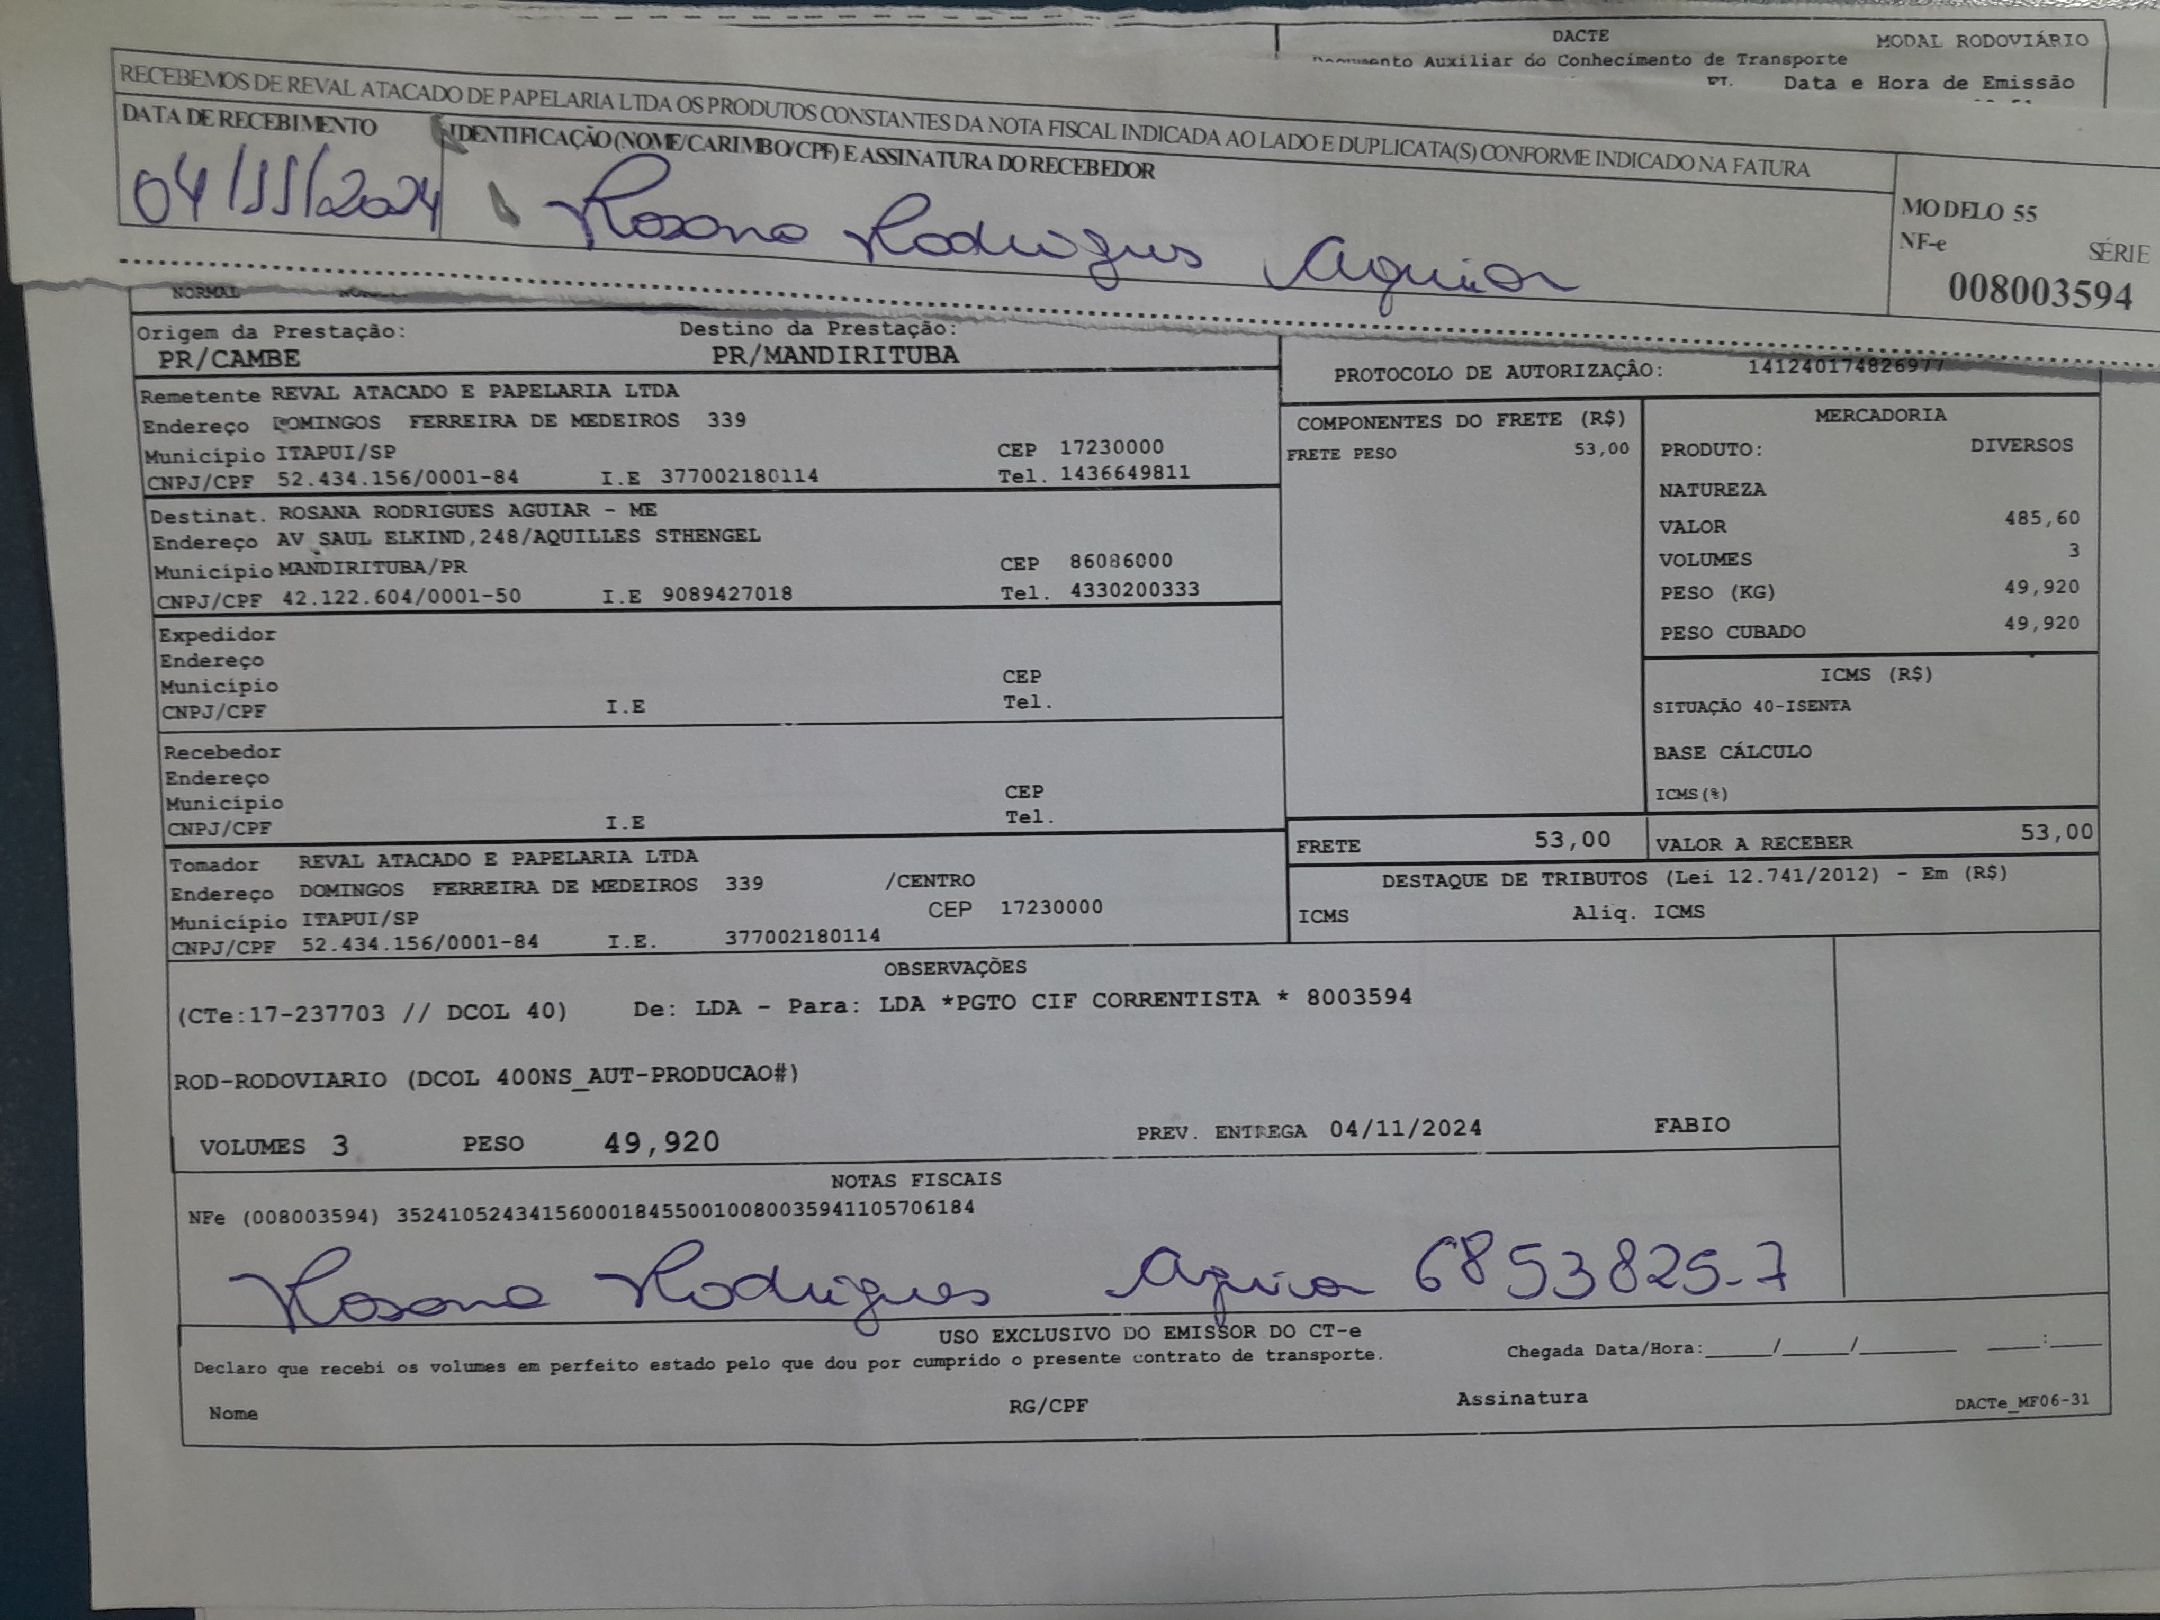 DACTE
MODAL RODOVIÁRIO
Auxiliar do Conhecimento de Transporte
Data e Hora de Emissão
RECEBEMOS DE REVAL ATACADO DE PAPELARIA LTDA OS PRODUTOS CONSTANTES DA NOTA FISCAL INDICADA AO LADO E DUPLICATA(S) CONFORME INDICADO NA FATURA
DATA DE RECEBIMENTO
IDENTIFICAÇÃO (NOME/CARIMBO/CPF) E ASSINATURA DO RECEBEDOR
04/11/2024
Rosana Rodrigues Aguiar
MODELO 55
NF-e SÉRIE
008003594
NORMAL
Origem da Prestação: Destino da Prestação:
PR/CAMBE PR/MANDIRITUBA
PROTOCOLO DE AUTORIZAÇÃO: 141240174826977
Remetente REVAL ATACADO E PAPELARIA LTDA
Endereço DOMINGOS FERREIRA DE MEDEIROS 339
Município ITAPUI/SP CEP 17230000
CNPJ/CPF 52.434.156/0001-84 I.E 377002180114 Tel. 1436649811
Destinat. ROSANA RODRIGUES AGUIAR - ME
Endereço AV SAUL ELKIND,248/AQUILLES STHENGEL
Município MANDIRITUBA/PR CEP 86086000
CNPJ/CPF 42.122.604/0001-50 I.E 9089427018 Tel. 4330200333
Expedidor
Endereço
Município CEP
CNPJ/CPF I.E Tel.
Recebedor
Endereço
Município CEP
CNPJ/CPF I.E Tel.
Tomador REVAL ATACADO E PAPELARIA LTDA
Endereço DOMINGOS FERREIRA DE MEDEIROS 339 /CENTRO
Município ITAPUI/SP CEP 17230000
CNPJ/CPF 52.434.156/0001-84 I.E. 377002180114
COMPONENTES DO FRETE (R$)
FRETE PESO 53,00
MERCADORIA
PRODUTO: DIVERSOS
NATUREZA
VALOR 485,60
VOLUMES 3
PESO (KG) 49,920
PESO CUBADO 49,920
ICMS (R$)
SITUAÇÃO 40-ISENTA
BASE CÁLCULO
ICMS(%)
FRETE 53,00 VALOR A RECEBER 53,00
DESTAQUE DE TRIBUTOS (Lei 12.741/2012) - Em (R$)
ICMS Aliq. ICMS
OBSERVAÇÕES
(CTe:17-237703 // DCOL 40) De: LDA - Para: LDA *PGTO CIF CORRENTISTA * 8003594
ROD-RODOVIARIO (DCOL 400NS_AUT-PRODUCAO#)
VOLUMES 3 PESO 49,920 PREV. ENTREGA 04/11/2024 FABIO
NOTAS FISCAIS
NFe (008003594) 35241052434156000184550010080035941105706184
Rosana Rodrigues Aguiar 6853825-7
USO EXCLUSIVO DO EMISSOR DO CT-e
Declaro que recebi os volumes em perfeito estado pelo que dou por cumprido o presente contrato de transporte. Chegada Data/Hora:_____/_____/_______ ____:____
Nome RG/CPF Assinatura DACTe_MF06-31